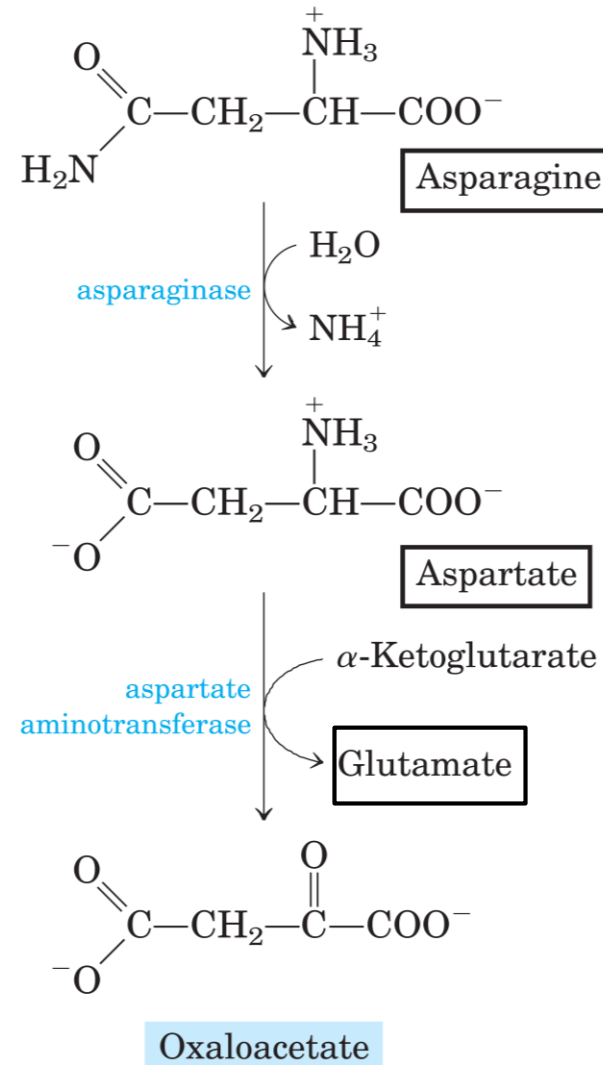 O
+
NH₃
C—CH₂—CH—COO⁻
H₂N
Asparagine
H₂O
asparaginase
NH₄⁺
+
NH₃
O
C—CH₂—CH—COO⁻
⁻O
Aspartate
α-Ketoglutarate
aspartate
aminotransferase
Glutamate
O
O
C—CH₂—C—COO⁻
⁻O
Oxaloacetate